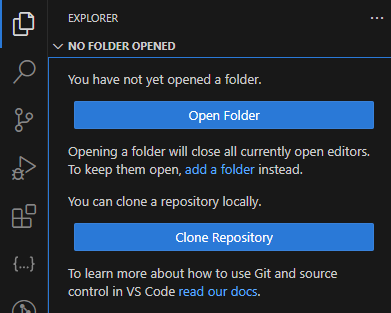 EXPLORER
NO FOLDER OPENED
You have not yet opened a folder.
Open Folder
Opening a folder will close all currently open editors.
To keep them open, add a folder instead.
You can clone a repository locally.
Clone Repository
To learn more about how to use Git and source
control in VS Code read our docs.
{...}